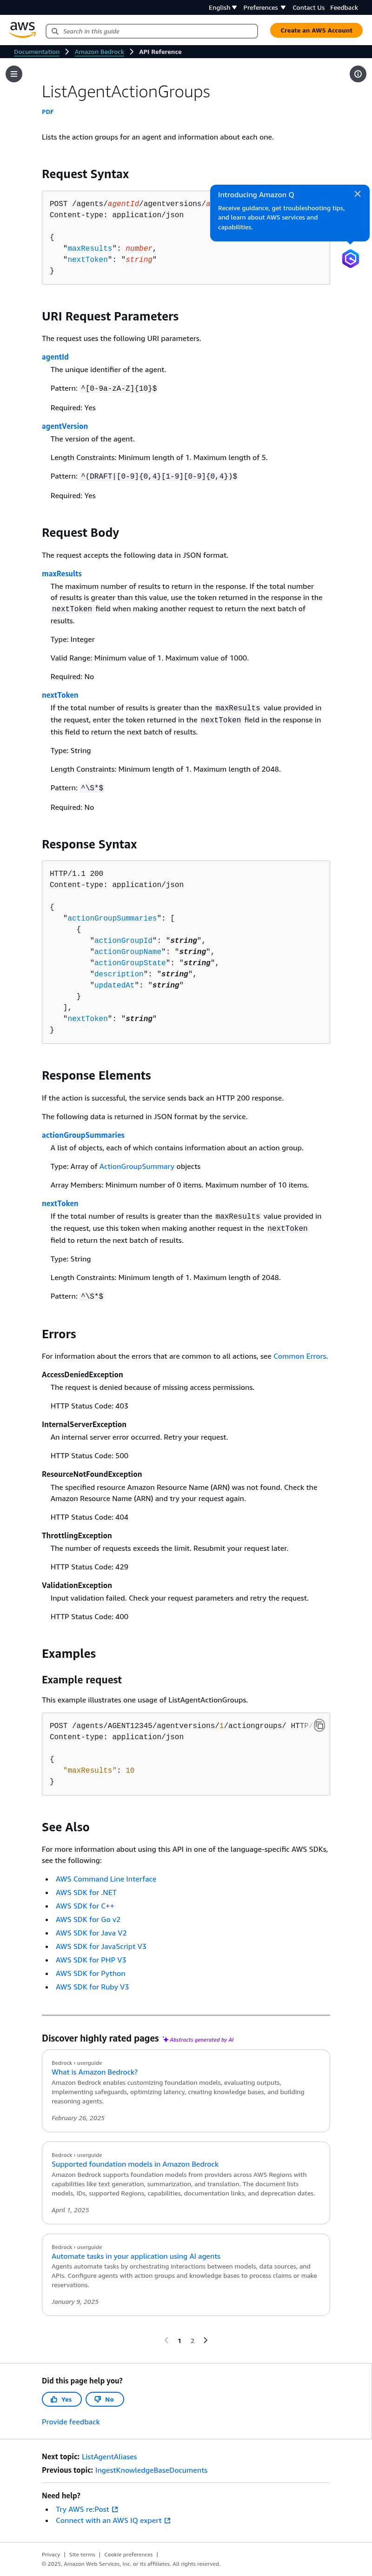 English
Preferences
Contact Us
Feedback
aws
Search in this guide
Create an AWS Account
Documentation
Amazon Bedrock
API Reference
ListAgentActionGroups
PDF
Lists the action groups for an agent and information about each one.
Request Syntax
POST /agents/agentId/agentversions/
Content-type: application/json
{
"maxResults": number,
"nextToken": "string"
}
Introducing Amazon Q
Receive guidance, get troubleshooting tips,
and learn about AWS services and
capabilities.
URI Request Parameters
The request uses the following URI parameters.
agentId
The unique identifier of the agent.
Pattern: ^[0-9a-zA-Z]{10}$
Required: Yes
agentVersion
The version of the agent.
Length Constraints: Minimum length of 1. Maximum length of 5.
Pattern: ^(DRAFT|[0-9]{0,4}[1-9][0-9]{0,4})$
Required: Yes
Request Body
The request accepts the following data in JSON format.
maxResults
The maximum number of results to return in the response. If the total number
of results is greater than this value, use the token returned in the response in the
nextToken field when making another request to return the next batch of
results.
Type: Integer
Valid Range: Minimum value of 1. Maximum value of 1000.
Required: No
nextToken
If the total number of results is greater than the maxResults value provided in
the request, enter the token returned in the nextToken field in the response in
this field to return the next batch of results.
Type: String
Length Constraints: Minimum length of 1. Maximum length of 2048.
Pattern: ^\S*$
Required: No
Response Syntax
HTTP/1.1 200
Content-type: application/json
{
"actionGroupSummaries": [
{
"actionGroupId": "string",
"actionGroupName": "string",
"actionGroupState": "string",
"description": "string",
"updatedAt": "string"
}
],
"nextToken": "string"
}
Response Elements
If the action is successful, the service sends back an HTTP 200 response.
The following data is returned in JSON format by the service.
actionGroupSummaries
A list of objects, each of which contains information about an action group.
Type: Array of ActionGroupSummary objects
Array Members: Minimum number of 0 items. Maximum number of 10 items.
nextToken
If the total number of results is greater than the maxResults value provided in
the request, use this token when making another request in the nextToken
field to return the next batch of results.
Type: String
Length Constraints: Minimum length of 1. Maximum length of 2048.
Pattern: ^\S*$
Errors
For information about the errors that are common to all actions, see Common Errors.
AccessDeniedException
The request is denied because of missing access permissions.
HTTP Status Code: 403
InternalServerException
An internal server error occurred. Retry your request.
HTTP Status Code: 500
ResourceNotFoundException
The specified resource Amazon Resource Name (ARN) was not found. Check the
Amazon Resource Name (ARN) and try your request again.
HTTP Status Code: 404
ThrottlingException
The number of requests exceeds the limit. Resubmit your request later.
HTTP Status Code: 429
ValidationException
Input validation failed. Check your request parameters and retry the request.
HTTP Status Code: 400
Examples
Example request
This example illustrates one usage of ListAgentActionGroups.
POST /agents/AGENT12345/agentversions/1/actiongroups/ HTTP/
Content-type: application/json
{
"maxResults": 10
}
See Also
For more information about using this API in one of the language-specific AWS SDKs,
see the following:
AWS Command Line Interface
AWS SDK for .NET
AWS SDK for C++
AWS SDK for Go v2
AWS SDK for Java V2
AWS SDK for JavaScript V3
AWS SDK for PHP V3
AWS SDK for Python
AWS SDK for Ruby V3
Discover highly rated pages Abstracts generated by AI
Bedrock › userguide
What is Amazon Bedrock?
Amazon Bedrock enables customizing foundation models, evaluating outputs,
implementing safeguards, optimizing latency, creating knowledge bases, and building
reasoning agents.
February 26, 2025
Bedrock › userguide
Supported foundation models in Amazon Bedrock
Amazon Bedrock supports foundation models from providers across AWS Regions with
capabilities like text generation, summarization, and translation. The document lists
models, IDs, supported Regions, capabilities, documentation links, and deprecation dates.
April 1, 2025
Bedrock › userguide
Automate tasks in your application using AI agents
Agents automate tasks by orchestrating interactions between models, data sources, and
APIs. Configure agents with action groups and knowledge bases to process claims or make
reservations.
January 9, 2025
1 2
Did this page help you?
Yes
No
Provide feedback
Next topic: ListAgentAliases
Previous topic: IngestKnowledgeBaseDocuments
Need help?
Try AWS re:Post
Connect with an AWS IQ expert
Privacy | Site terms | Cookie preferences |
© 2025, Amazon Web Services, Inc. or its affiliates. All rights reserved.